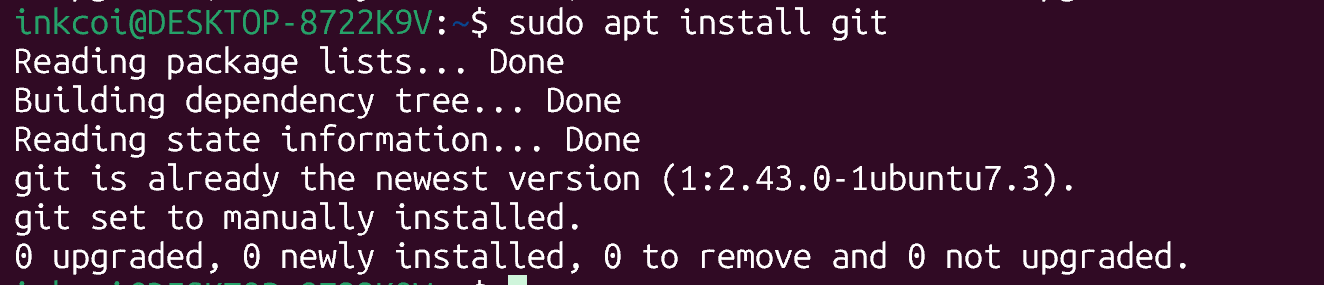 inkcoi@DESKTOP-8722K9V:~$ sudo apt install git
Reading package lists... Done
Building dependency tree... Done
Reading state information... Done
git is already the newest version (1:2.43.0-1ubuntu7.3).
git set to manually installed.
0 upgraded, 0 newly installed, 0 to remove and 0 not upgraded.